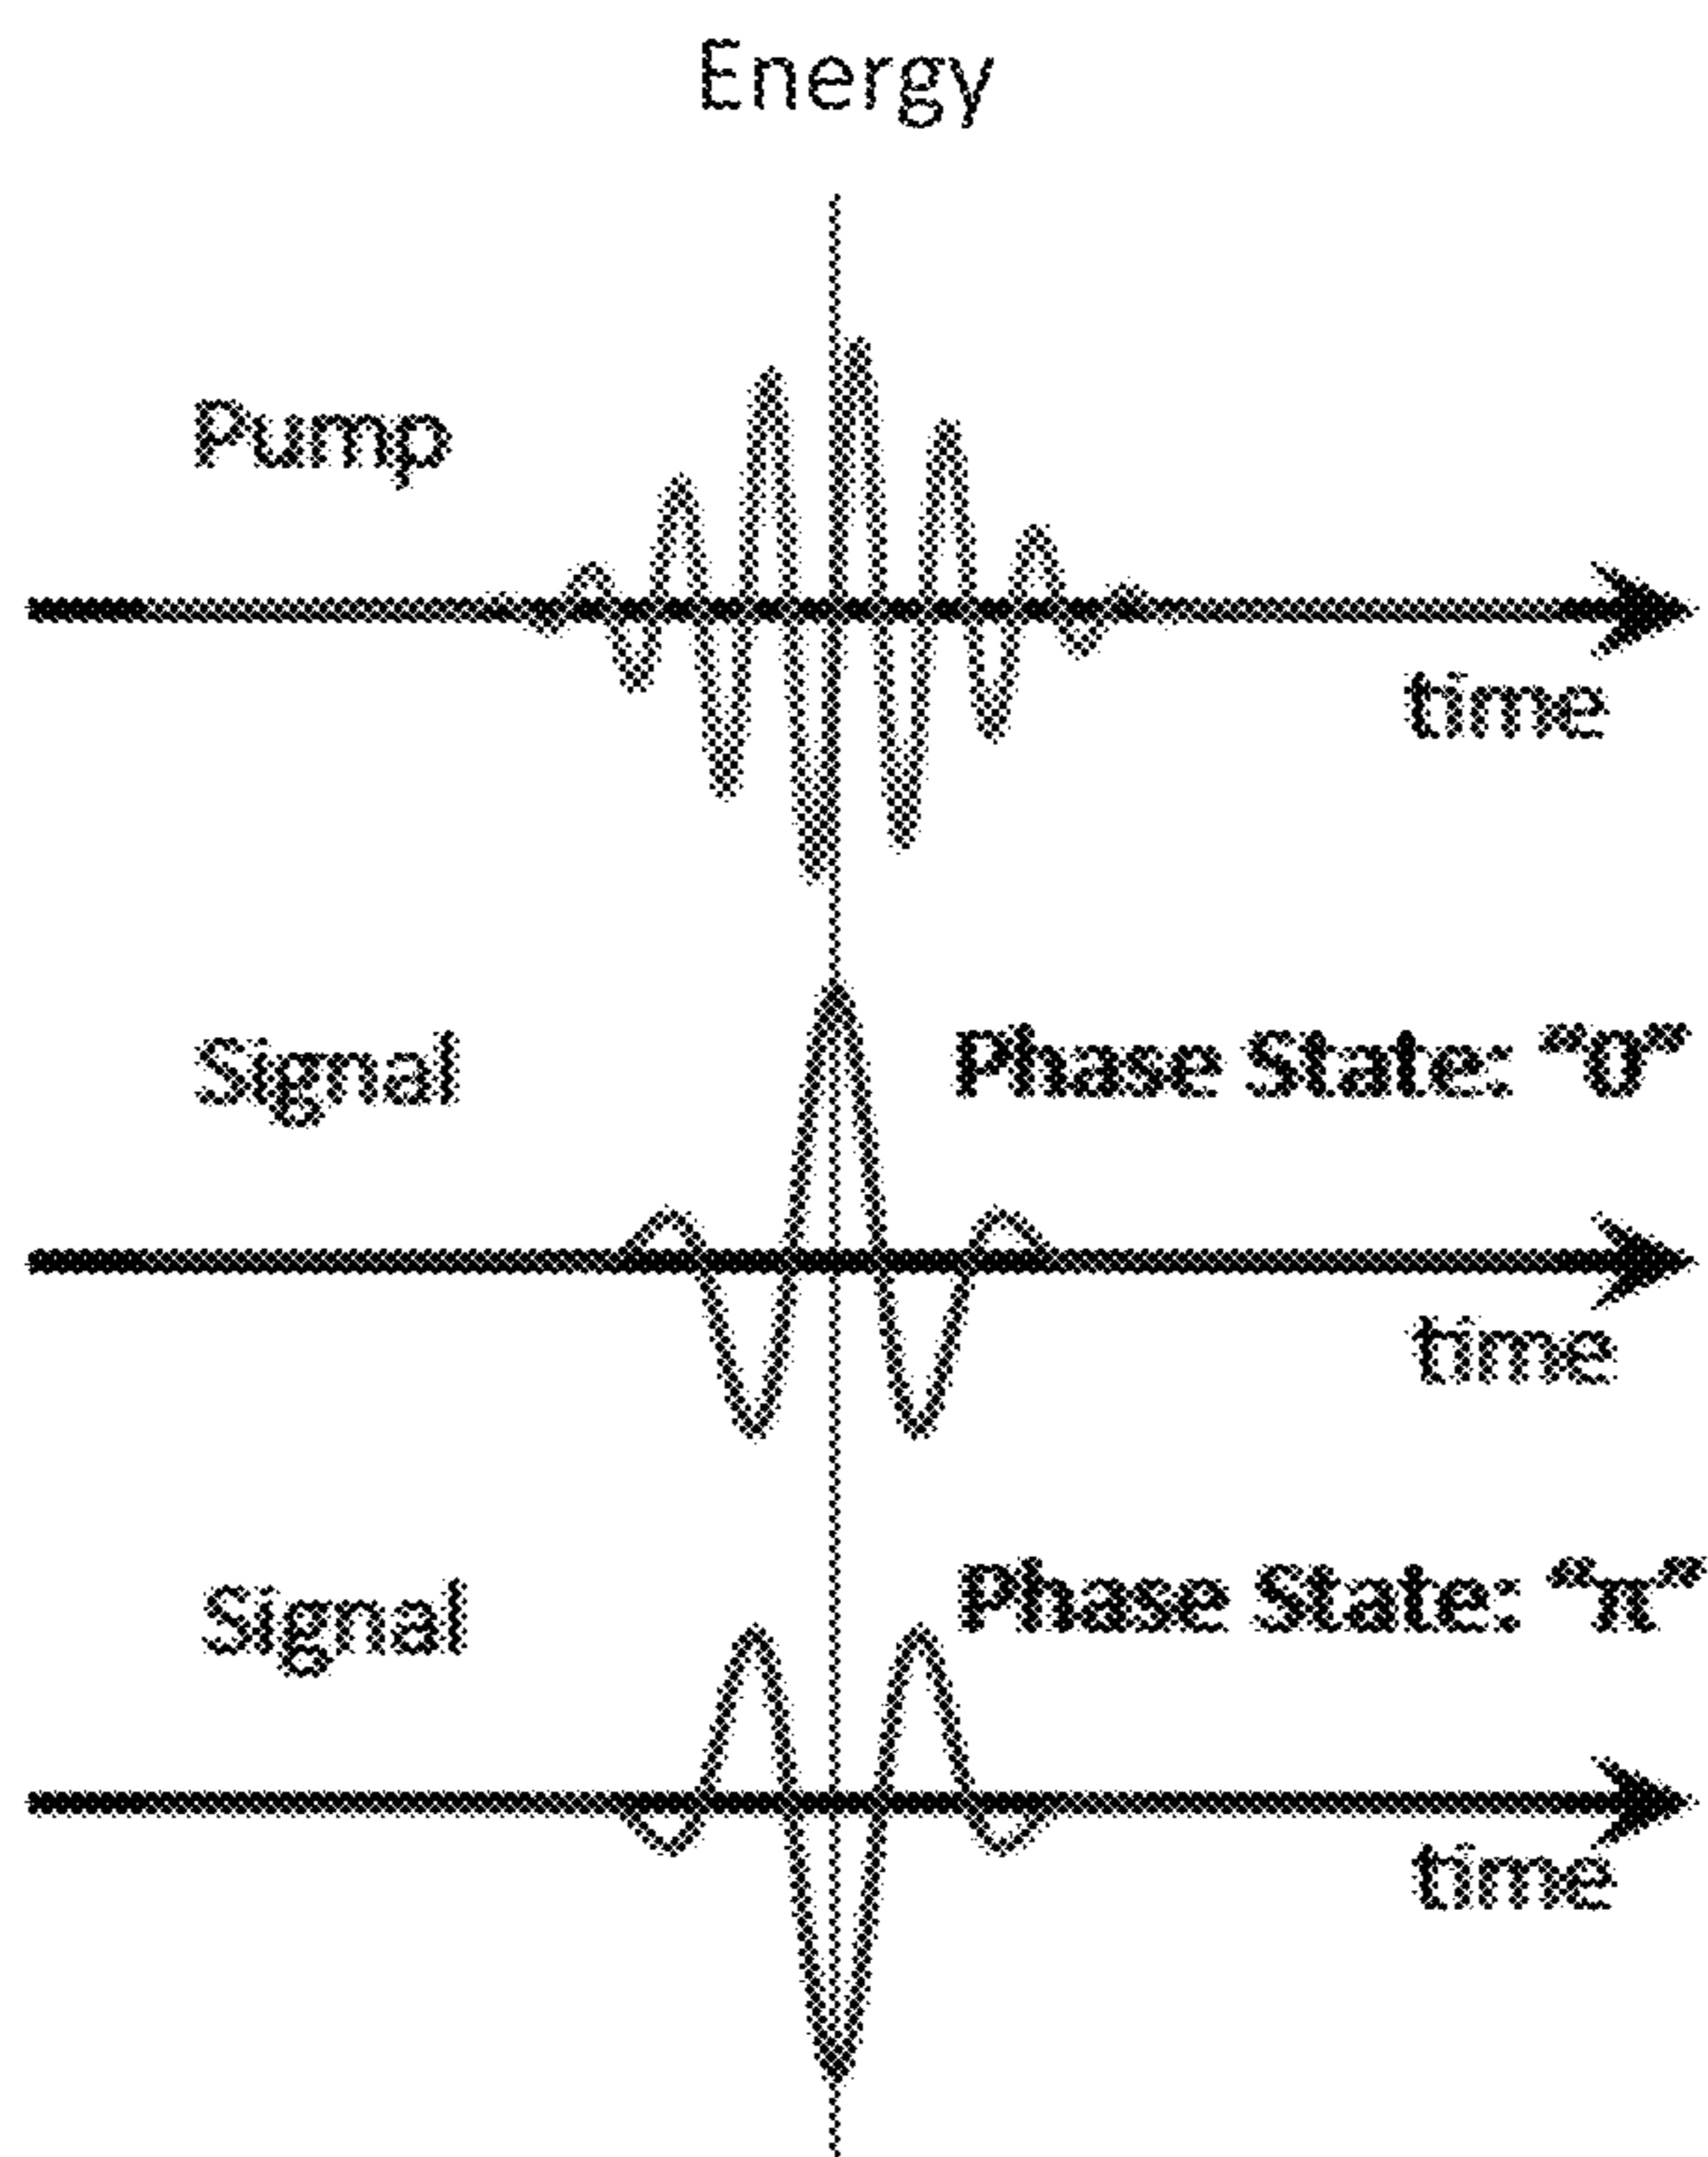 Energy
Pump
time
Signal
Phase State: “0”
time
Signal
Phase State: “π”
time